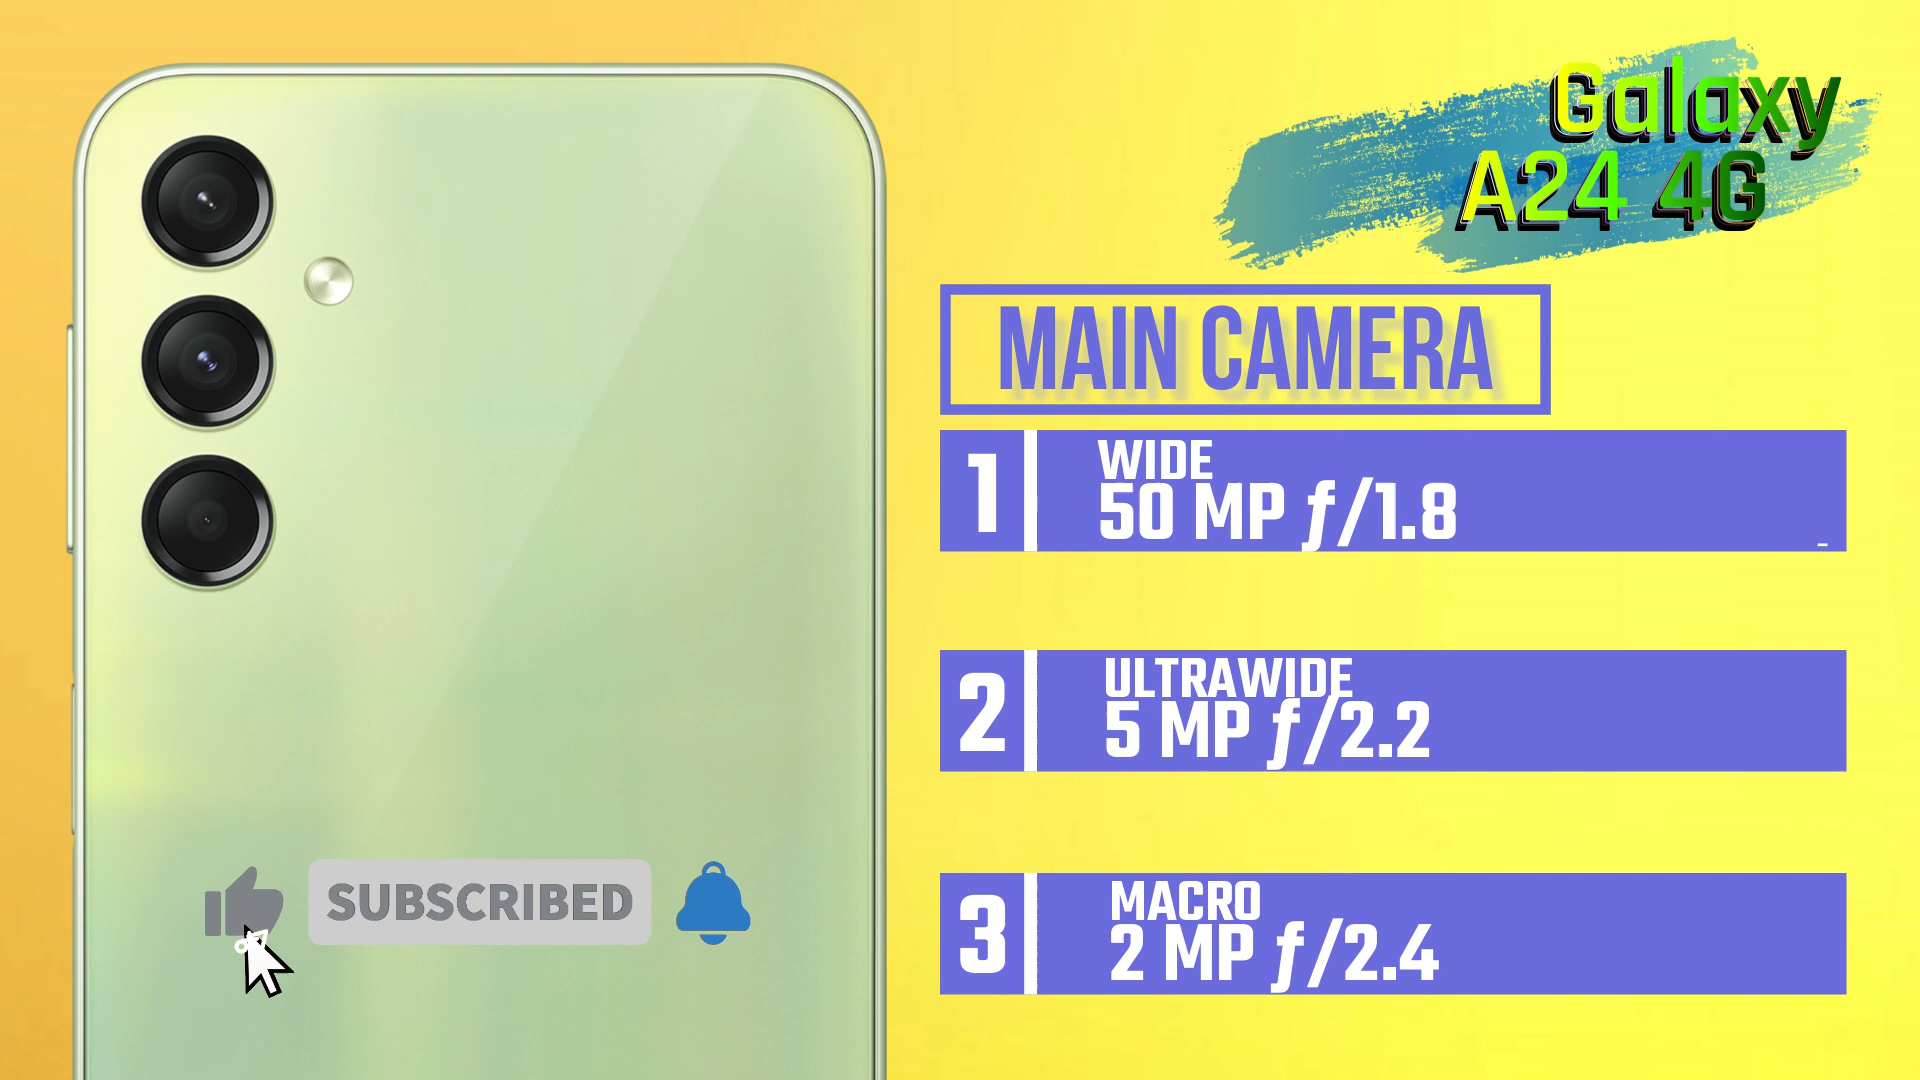 Galaxy
A24 4G
MAIN CAMERA
1
WIDE
50 MP ƒ/1.8
2
ULTRAWIDE
5 MP ƒ/2.2
3
MACRO
2 MP ƒ/2.4
SUBSCRIBED